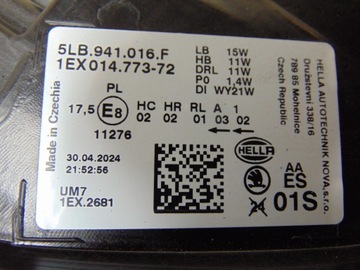 5LB.941.016.F
1EX 014.773-72
LB 15W
HB 11W
DRL 11W
PO 1,4W
DI WY21W
PL
17,5 E8
HC HR RL A 1
02 02 01 03 02
11276
Made in Czechia
30.04.2024
21:52:56
UM7
1EX.2681
HELLA
AA
ES
01S
24
HELLA AUTOTECHNIK NOVA,s.r.o.
Družstevní 338/16
789 85 Mohelnice
Czech Republic